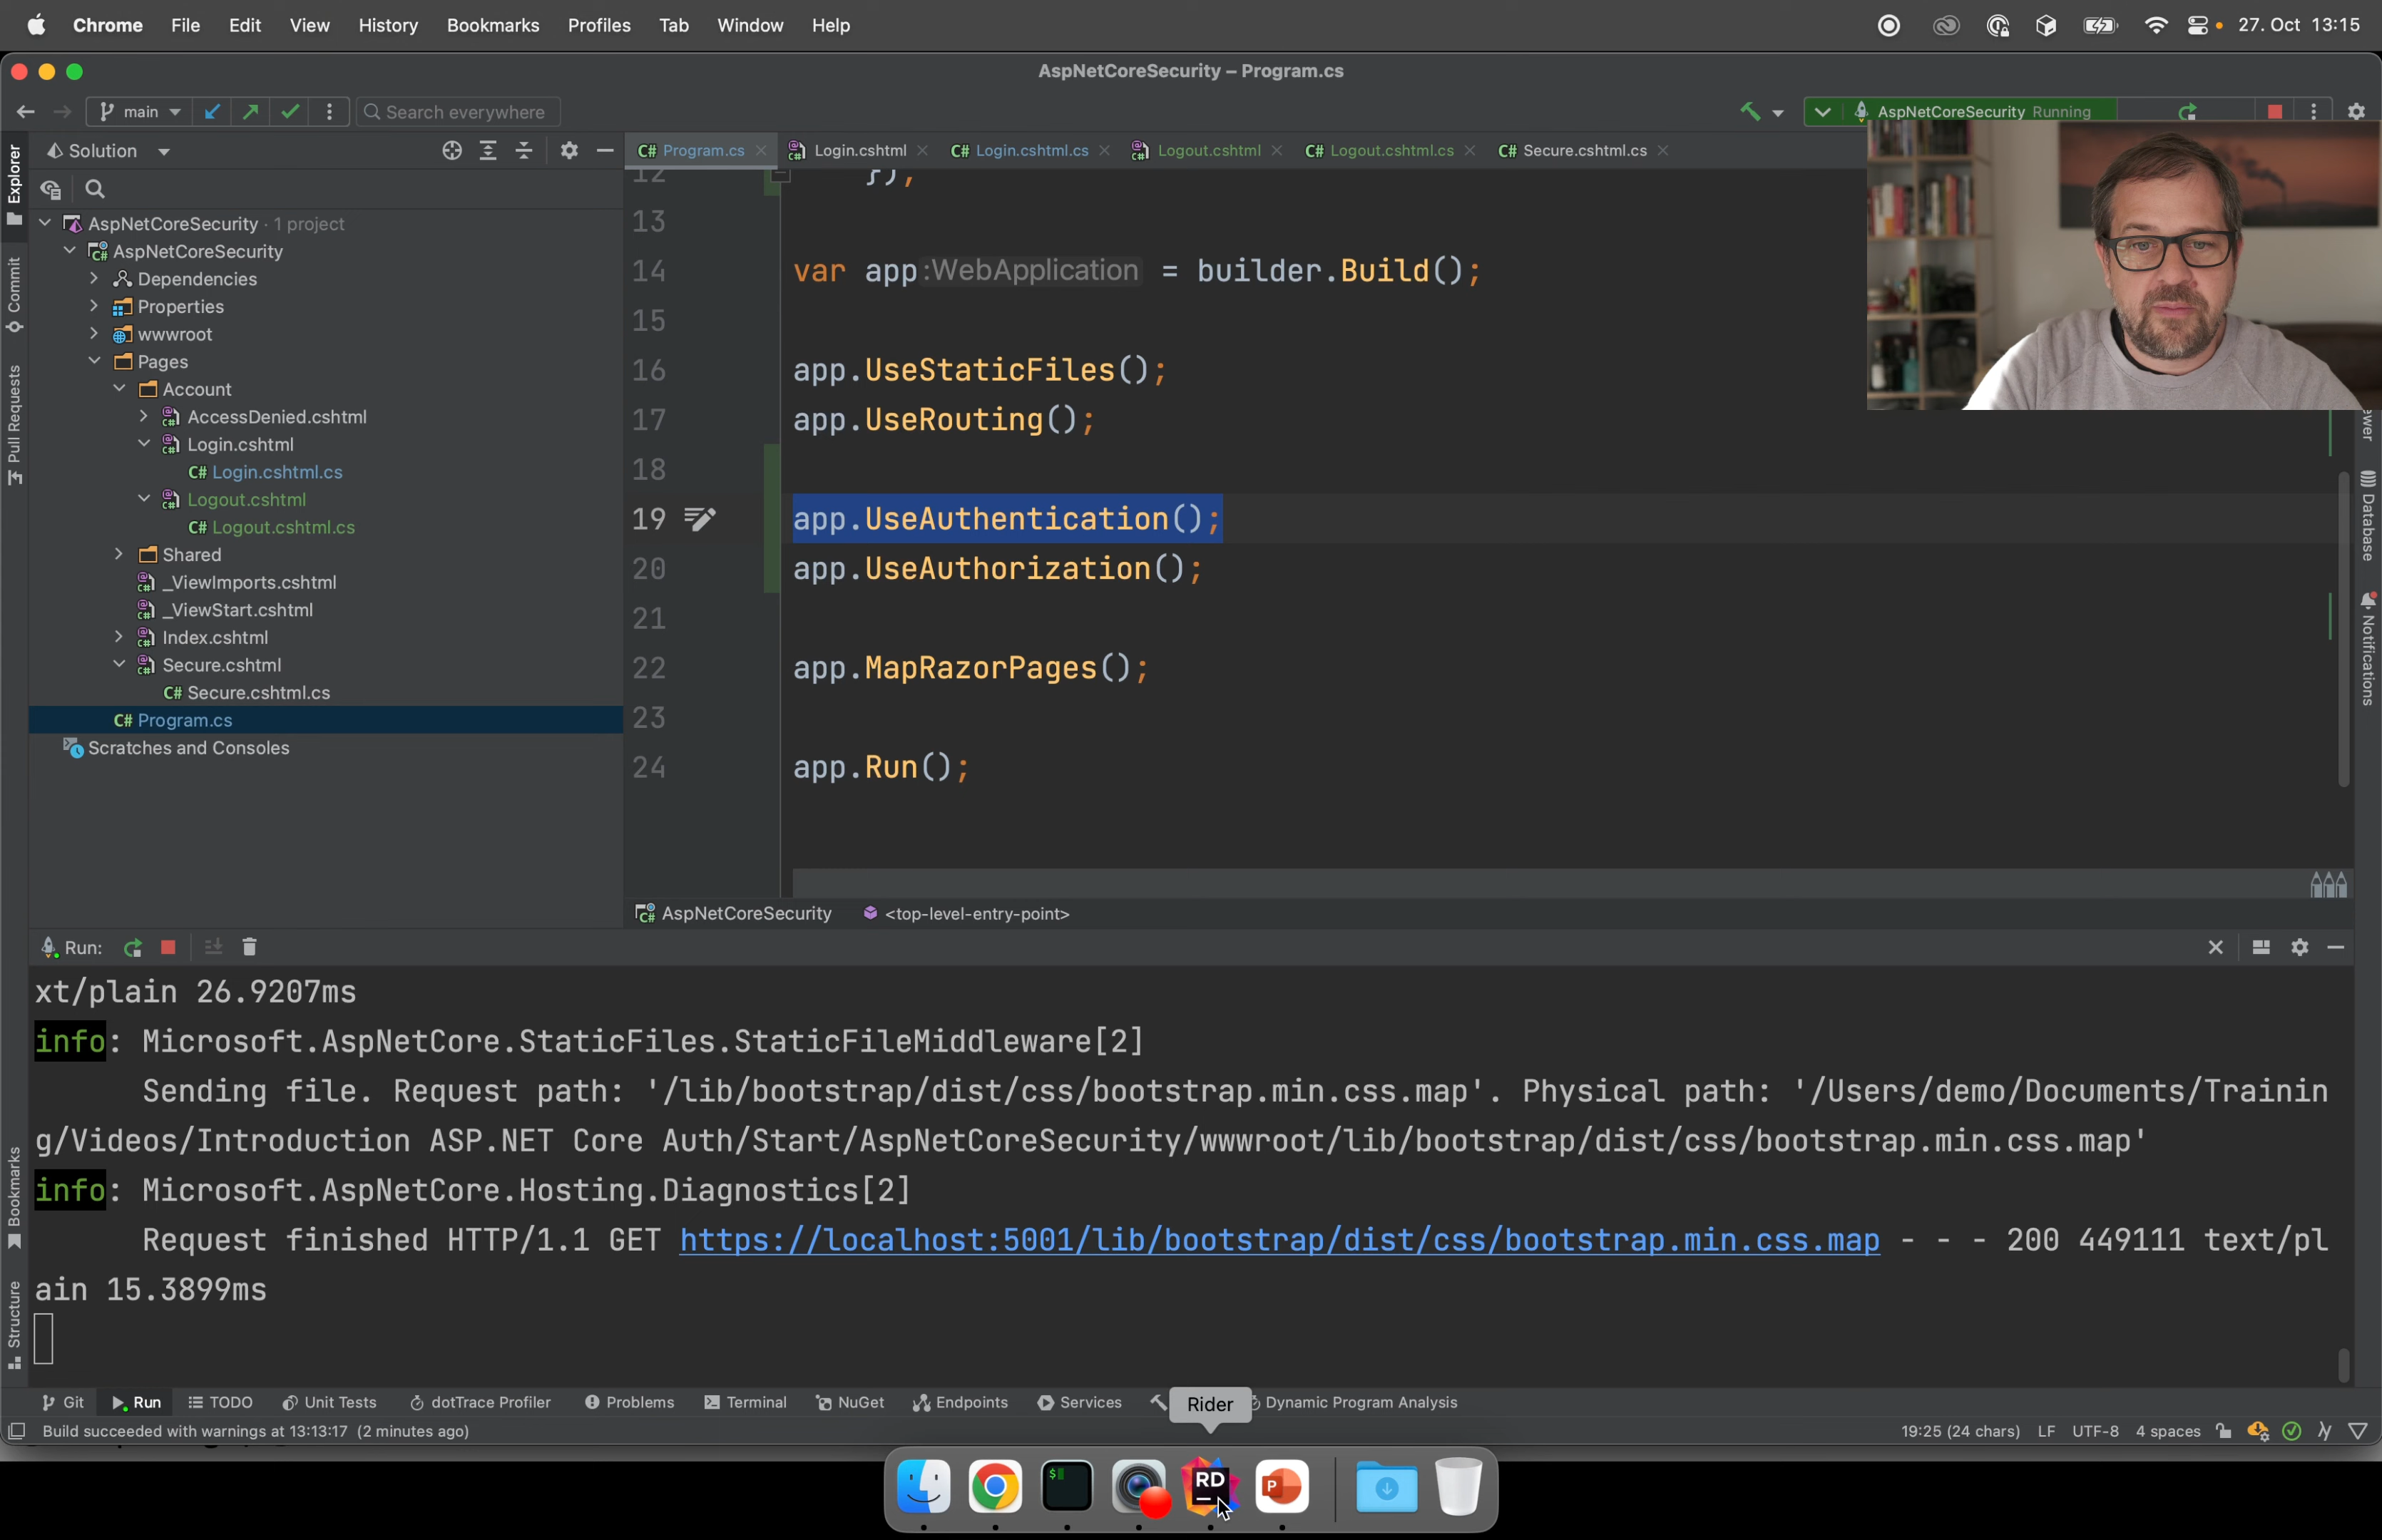 Chrome File Edit View History Bookmarks Profiles Tab Window Help 27. Oct 13:15
AspNetCoreSecurity – Program.cs
main Search everywhere AspNetCoreSecurity Running
Solution
Program.cs Login.cshtml Login.cshtml.cs Logout.cshtml Logout.cshtml.cs Secure.cshtml.cs
Explorer
Commit
Pull Requests
Bookmarks
Structure
AspNetCoreSecurity · 1 project
AspNetCoreSecurity
Dependencies
Properties
wwwroot
Pages
Account
AccessDenied.cshtml
Login.cshtml
C# Login.cshtml.cs
Logout.cshtml
C# Logout.cshtml.cs
Shared
_ViewImports.cshtml
_ViewStart.cshtml
Index.cshtml
Secure.cshtml
C# Secure.cshtml.cs
C# Program.cs
Scratches and Consoles
12 });
13
14 var app :WebApplication = builder.Build();
15
16 app.UseStaticFiles();
17 app.UseRouting();
18
19 app.UseAuthentication();
20 app.UseAuthorization();
21
22 app.MapRazorPages();
23
24 app.Run();
AspNetCoreSecurity <top-level-entry-point>
Database
Notifications
Run:
xt/plain 26.9207ms
info: Microsoft.AspNetCore.StaticFiles.StaticFileMiddleware[2]
Sending file. Request path: '/lib/bootstrap/dist/css/bootstrap.min.css.map'. Physical path: '/Users/demo/Documents/Trainin
g/Videos/Introduction ASP.NET Core Auth/Start/AspNetCoreSecurity/wwwroot/lib/bootstrap/dist/css/bootstrap.min.css.map'
info: Microsoft.AspNetCore.Hosting.Diagnostics[2]
Request finished HTTP/1.1 GET https://localhost:5001/lib/bootstrap/dist/css/bootstrap.min.css.map - - - 200 449111 text/pl
ain 15.3899ms
Git Run TODO Unit Tests dotTrace Profiler Problems Terminal NuGet Endpoints Services Rider Dynamic Program Analysis
Build succeeded with warnings at 13:13:17 (2 minutes ago) 19:25 (24 chars) LF UTF-8 4 spaces
RD
P